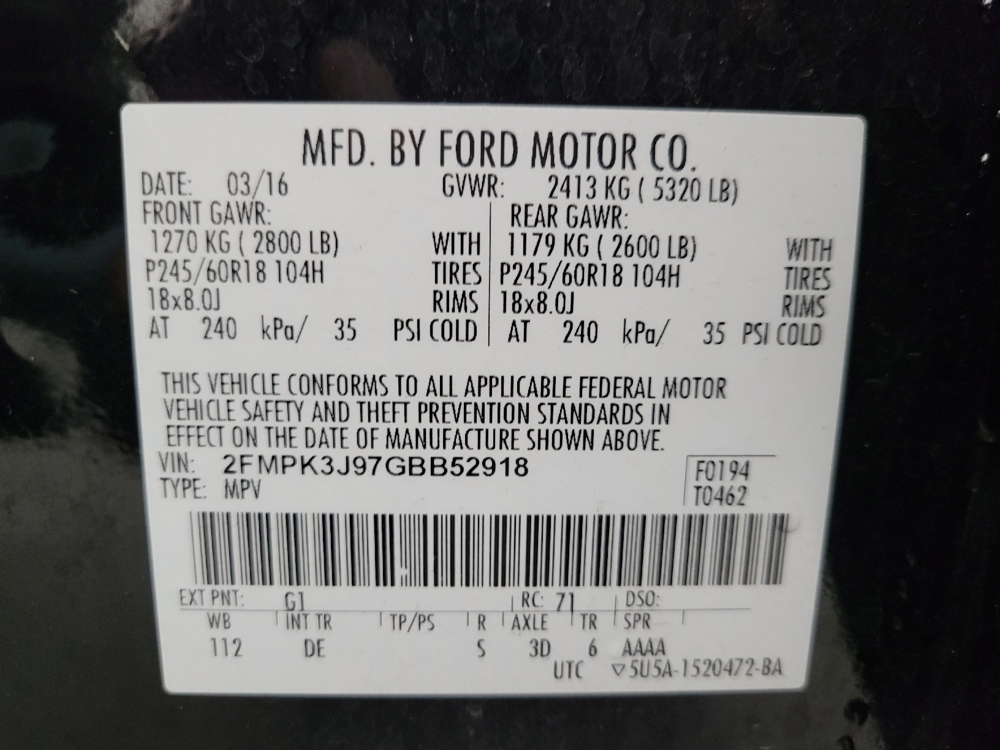 MFD. BY FORD MOTOR CO.
DATE: 03/16 GVWR: 2413 KG ( 5320 LB)
FRONT GAWR: REAR GAWR:
1270 KG ( 2800 LB) WITH 1179 KG ( 2600 LB) WITH
P245/60R18 104H TIRES P245/60R18 104H TIRES
18x8.0J RIMS 18x8.0J RIMS
AT 240 kPa/ 35 PSI COLD AT 240 kPa/ 35 PSI COLD
THIS VEHICLE CONFORMS TO ALL APPLICABLE FEDERAL MOTOR
VEHICLE SAFETY AND THEFT PREVENTION STANDARDS IN
EFFECT ON THE DATE OF MANUFACTURE SHOWN ABOVE.
VIN: 2FMPK3J97GBB52918 F0194
TYPE: MPV T0462
EXT PNT: G1 RC: 71 DSO:
WB INT TR TP/PS R AXLE TR SPR
112 DE S 3D 6 AAAA
UTC ▽5U5A-1520472-BA